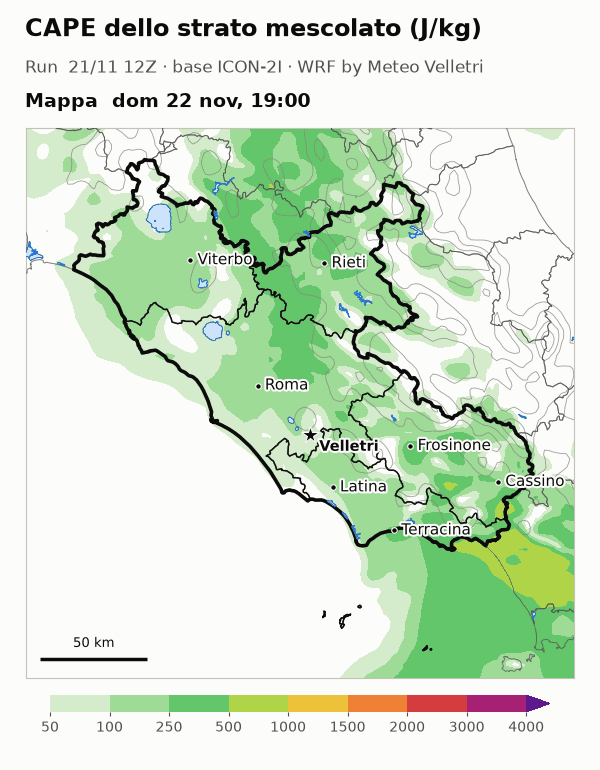 CAPE dello strato mescolato (J/kg)
Run  21/11 12Z · base ICON-2I · WRF by Meteo Velletri
Mappa  dom 22 nov, 19:00
Viterbo
Rieti
Roma
Velletri
Frosinone
Cassino
Latina
Terracina
50 km
50 100 250 500 1000 1500 2000 3000 4000